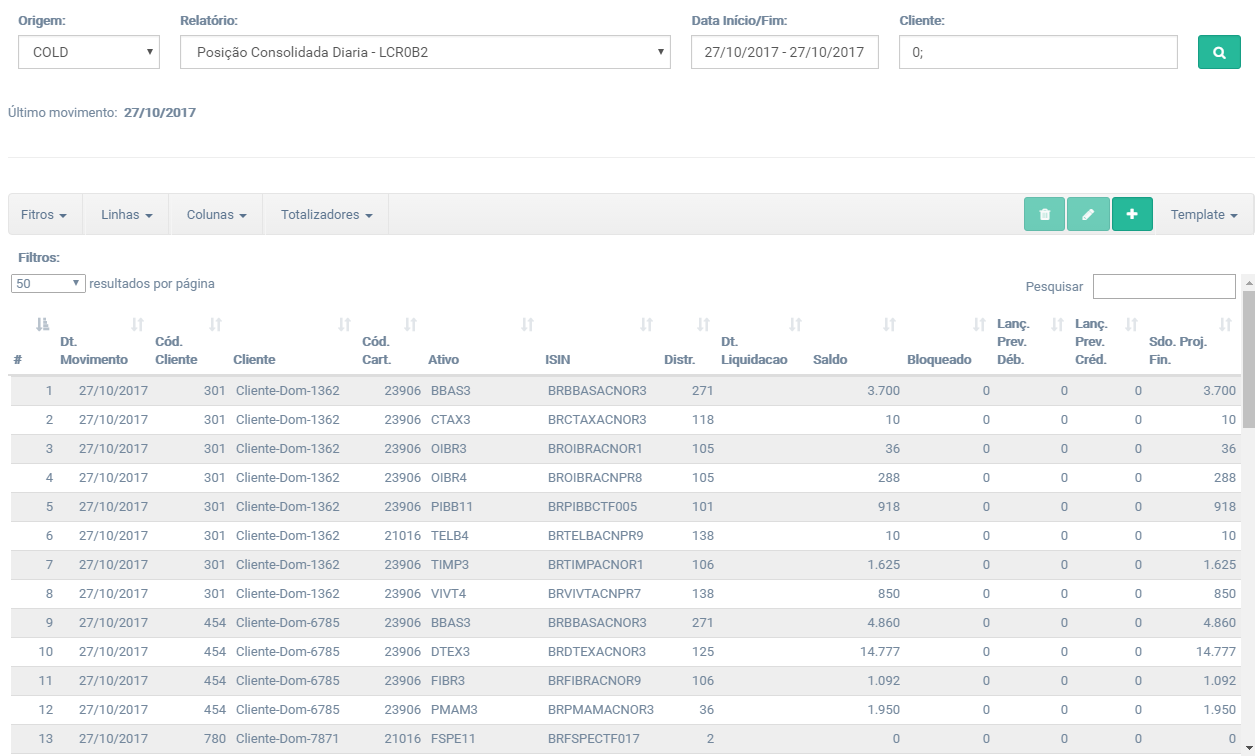 Origem: Relatório: Data Início/Fim: Cliente:
COLD Posição Consolidada Diaria - LCR0B2 27/10/2017 - 27/10/2017 0;
Último movimento: 27/10/2017
Fitros Linhas Colunas Totalizadores Template
Filtros:
50 resultados por página Pesquisar
# Dt. Movimento Cód. Cliente Cliente Cód. Cart. Ativo ISIN Distr. Dt. Liquidacao Saldo Bloqueado Lanç. Prev. Déb. Lanç. Prev. Créd. Sdo. Proj. Fin.
1 27/10/2017 301 Cliente-Dom-1362 23906 BBAS3 BRBBASACNOR3 271 3.700 0 0 0 3.700
2 27/10/2017 301 Cliente-Dom-1362 23906 CTAX3 BRCTAXACNOR3 118 10 0 0 0 10
3 27/10/2017 301 Cliente-Dom-1362 23906 OIBR3 BROIBRACNOR1 105 36 0 0 0 36
4 27/10/2017 301 Cliente-Dom-1362 23906 OIBR4 BROIBRACNPR8 105 288 0 0 0 288
5 27/10/2017 301 Cliente-Dom-1362 23906 PIBB11 BRPIBBCTF005 101 918 0 0 0 918
6 27/10/2017 301 Cliente-Dom-1362 21016 TELB4 BRTELBACNPR9 138 10 0 0 0 10
7 27/10/2017 301 Cliente-Dom-1362 23906 TIMP3 BRTIMPACNOR1 106 1.625 0 0 0 1.625
8 27/10/2017 301 Cliente-Dom-1362 23906 VIVT4 BRVIVTACNPR7 138 850 0 0 0 850
9 27/10/2017 454 Cliente-Dom-6785 23906 BBAS3 BRBBASACNOR3 271 4.860 0 0 0 4.860
10 27/10/2017 454 Cliente-Dom-6785 23906 DTEX3 BRDTEXACNOR3 125 14.777 0 0 0 14.777
11 27/10/2017 454 Cliente-Dom-6785 23906 FIBR3 BRFIBRACNOR9 106 1.092 0 0 0 1.092
12 27/10/2017 454 Cliente-Dom-6785 23906 PMAM3 BRPMAMACNOR3 36 1.950 0 0 0 1.950
13 27/10/2017 780 Cliente-Dom-7871 21016 FSPE11 BRFSPECTF017 2 0 0 0 0 0